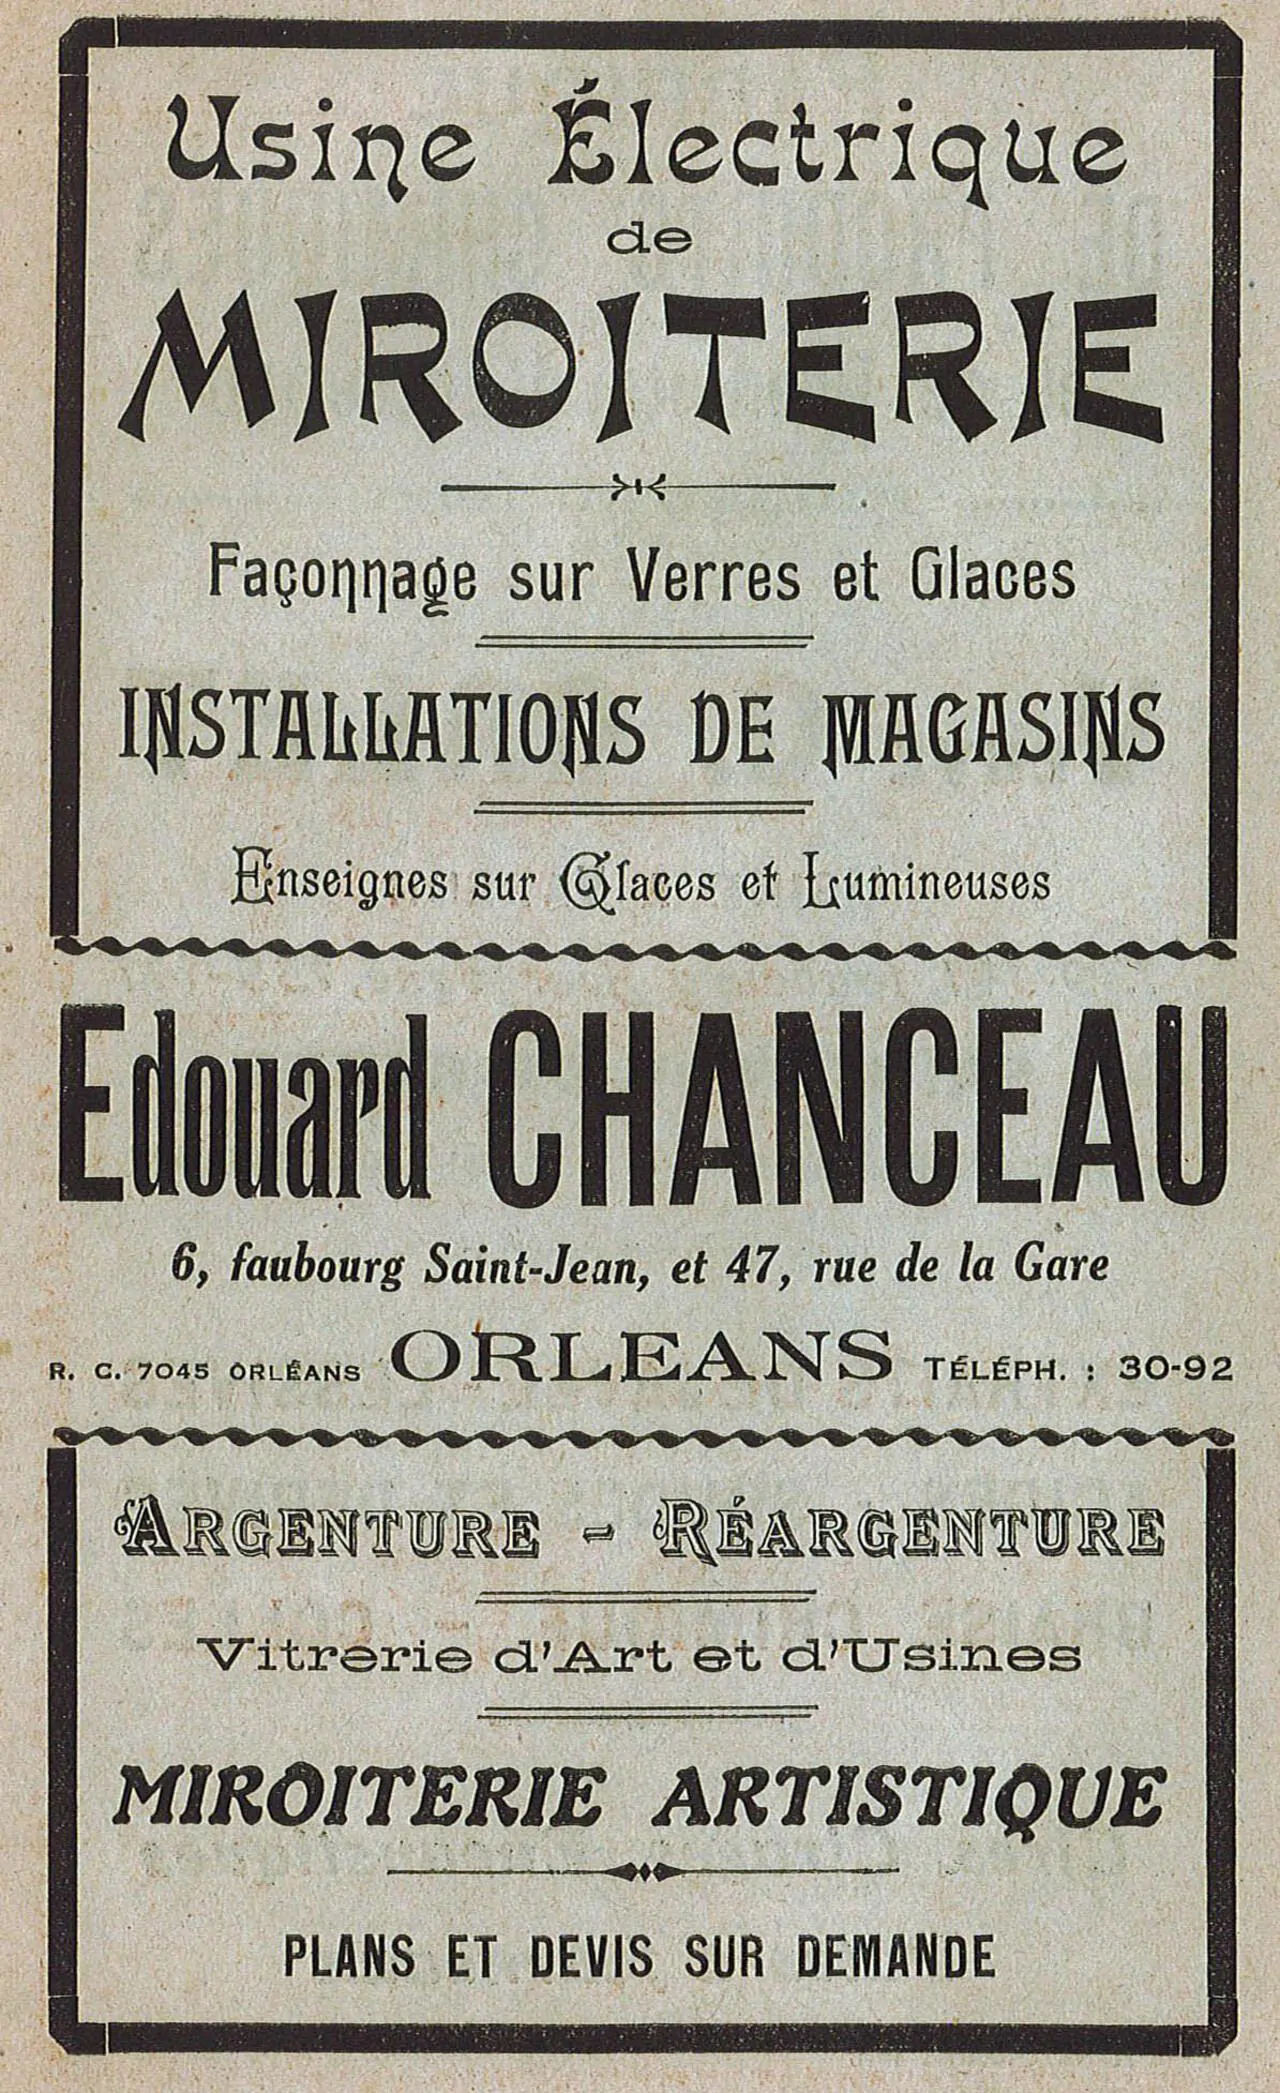 Usine Électrique
de
MIROITERIE
Façonnage sur Verres et Glaces
INSTALLATIONS DE MAGASINS
Enseignes sur Glaces et Lumineuses
Edouard CHANCEAU
6, faubourg Saint-Jean, et 47, rue de la Gare
R. C. 7045 ORLÉANS ORLEANS TÉLÉPH. : 30-92
ARGENTURE - RÉARGENTURE
Vitrerie d'Art et d'Usines
MIROITERIE ARTISTIQUE
PLANS ET DEVIS SUR DEMANDE